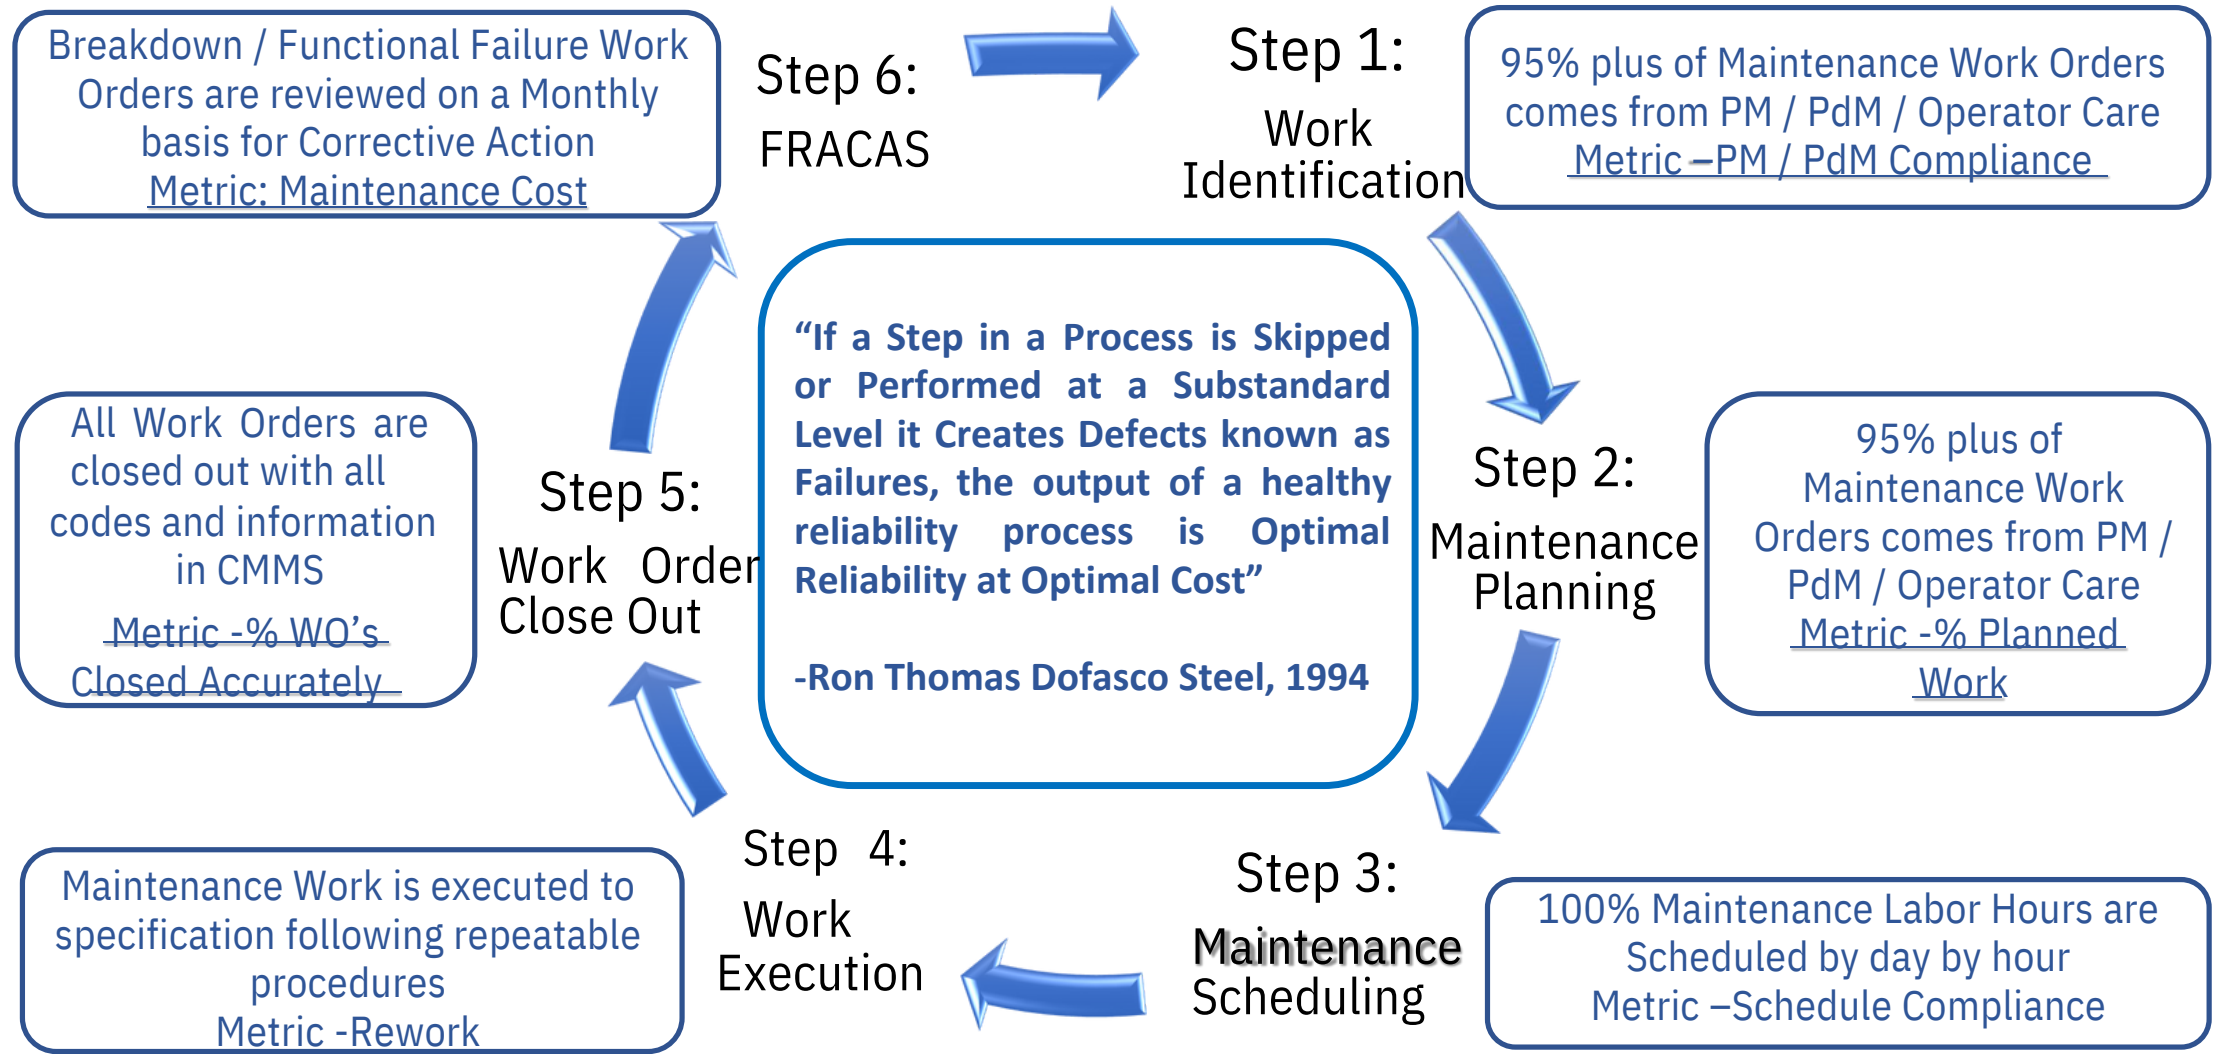 Breakdown / Functional Failure Work
Orders are reviewed on a Monthly
basis for Corrective Action
Metric: Maintenance Cost
Step 6:
FRACAS
Step 1:
Work
Identification
95% plus of Maintenance Work Orders
comes from PM / PdM / Operator Care
Metric –PM / PdM Compliance
“If a Step in a Process is Skipped
or Performed at a Substandard
Level it Creates Defects known as
Failures, the output of a healthy
reliability process is Optimal
Reliability at Optimal Cost”
-Ron Thomas Dofasco Steel, 1994
All Work Orders are
closed out with all
codes and information
in CMMS
Metric -% WO’s
Closed Accurately
Step 5:
Work Order
Close Out
Step 2:
Maintenance
Planning
95% plus of
Maintenance Work
Orders comes from PM /
PdM / Operator Care
Metric -% Planned
Work
Maintenance Work is executed to
specification following repeatable
procedures
Metric -Rework
Step 4:
Work
Execution
Step 3:
Maintenance
Scheduling
100% Maintenance Labor Hours are
Scheduled by day by hour
Metric –Schedule Compliance